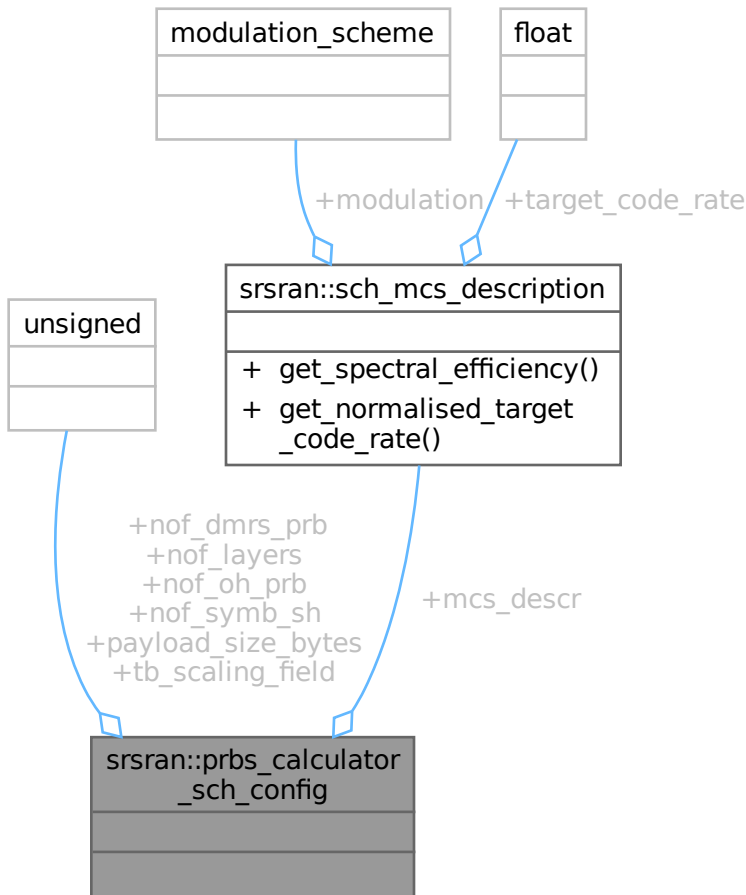 modulation_scheme
float
+modulation
+target_code_rate
srsran::sch_mcs_description
+ get_spectral_efficiency()
+ get_normalised_target
_code_rate()
unsigned
+nof_dmrs_prb
+nof_layers
+nof_oh_prb
+nof_symb_sh
+payload_size_bytes
+tb_scaling_field
+mcs_descr
srsran::prbs_calculator
_sch_config